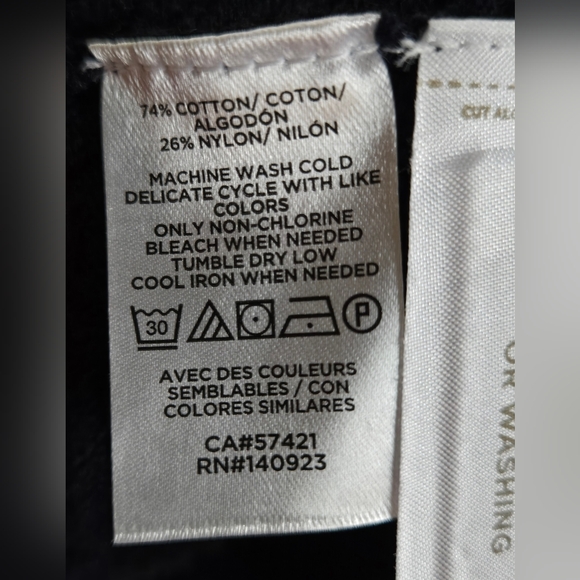 74% COTTON/ COTON/
ALGODÓN
26% NYLON/ NILÓN
MACHINE WASH COLD
DELICATE CYCLE WITH LIKE
COLORS
ONLY NON-CHLORINE
BLEACH WHEN NEEDED
TUMBLE DRY LOW
COOL IRON WHEN NEEDED
30
P
AVEC DES COULEURS
SEMBLABLES / CON
COLORES SIMILARES
CA#57421
RN#140923
CUT
OR WASHING